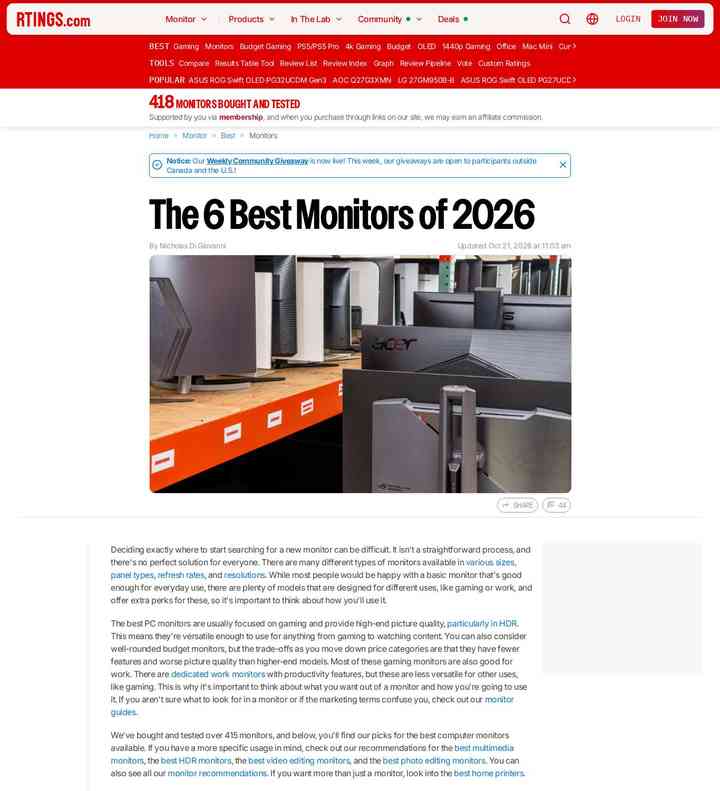 RTINGS.com
Monitor Products In The Lab Community Deals LOGIN JOIN NOW
BEST Gaming Monitors Budget Gaming PS5/PS5 Pro 4k Gaming Budget OLED 1440p Gaming Office Mac Mini Cur
TOOLS Compare Results Table Tool Review List Review Index Graph Review Pipeline Vote Custom Ratings
POPULAR ASUS ROG Swift OLED PG32UCDM Gen3 AOC Q27G3XMN LG 27GM950B-B ASUS ROG Swift OLED PG27UCD
418 MONITORS BOUGHT AND TESTED
Supported by you via membership, and when you purchase through links on our site, we may earn an affiliate commission.
Home » Monitor » Best » Monitors
Notice: Our Weekly Community Giveaway is now live! This week, our giveaways are open to participants outside
Canada and the U.S.!
The 6 Best Monitors of 2026
By Nicholas Di Giovanni Updated Oct 21, 2026 at 11:03 am
acer
SHARE 44
Deciding exactly where to start searching for a new monitor can be difficult. It isn't a straightforward process, and
there's no perfect solution for everyone. There are many different types of monitors available in various sizes,
panel types, refresh rates, and resolutions. While most people would be happy with a basic monitor that's good
enough for everyday use, there are plenty of models that are designed for different uses, like gaming or work, and
offer extra perks for these, so it's important to think about how you'll use it.
The best PC monitors are usually focused on gaming and provide high-end picture quality, particularly in HDR.
This means they're versatile enough to use for anything from gaming to watching content. You can also consider
well-rounded budget monitors, but the trade-offs as you move down price categories are that they have fewer
features and worse picture quality than higher-end models. Most of these gaming monitors are also good for
work. There are dedicated work monitors with productivity features, but these are less versatile for other uses,
like gaming. This is why it's important to think about what you want out of a monitor and how you're going to use
it. If you aren't sure what to look for in a monitor or if the marketing terms confuse you, check out our monitor
guides.
We've bought and tested over 415 monitors, and below, you'll find our picks for the best computer monitors
available. If you have a more specific usage in mind, check out our recommendations for the best multimedia
monitors, the best HDR monitors, the best video editing monitors, and the best photo editing monitors. You can
also see all our monitor recommendations. If you want more than just a monitor, look into the best home printers.